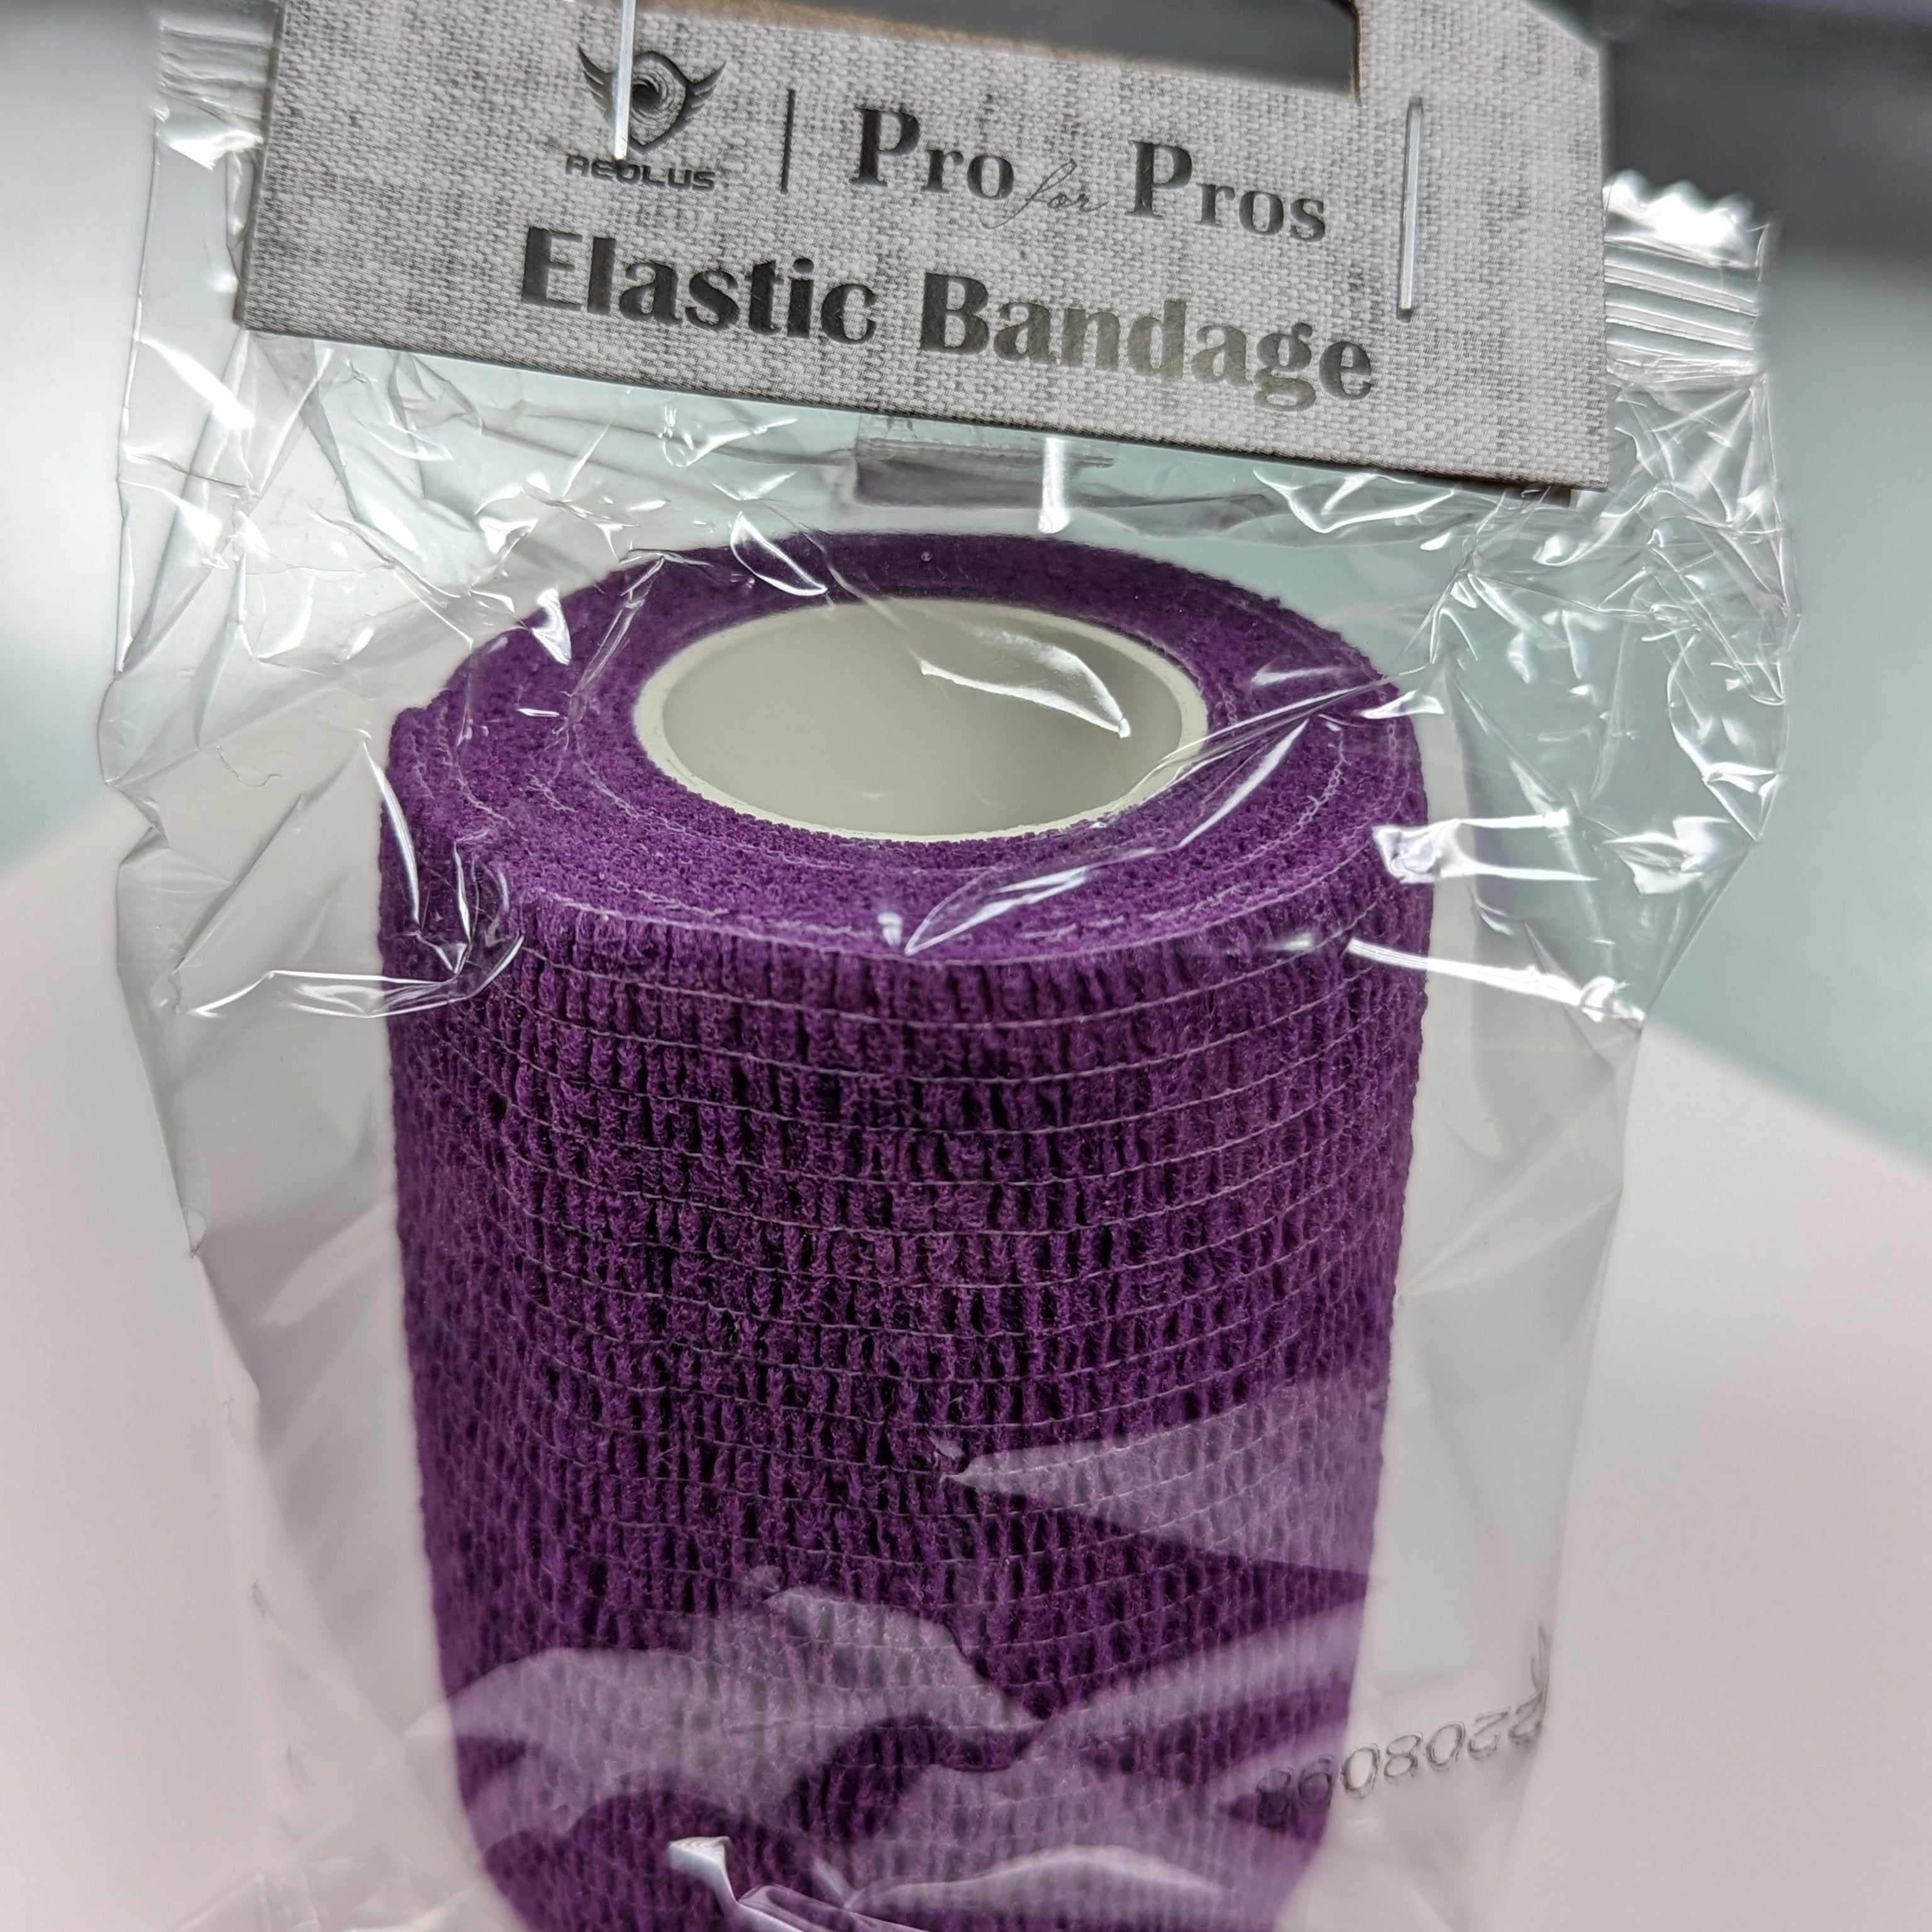 AEOLUS
Pro for Pros
Elastic Bandage